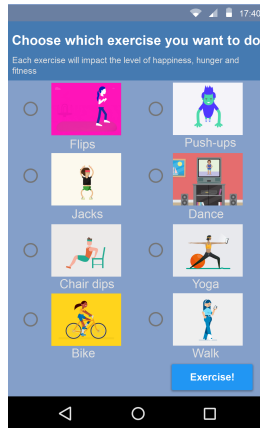 17:40
Choose which exercise you want to do
Each exercise will impact the level of happiness, hunger and
fitness
Flips Push-ups
Jacks Dance
Chair dips Yoga
Bike Walk
Exercise!